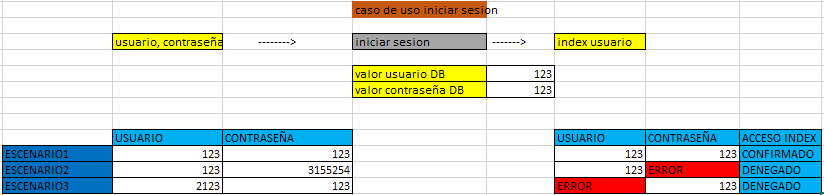 caso de uso iniciar sesion
usuario, contraseña --------> iniciar sesion -------> index usuario
valor usuario DB 123
valor contraseña DB 123
USUARIO CONTRASEÑA USUARIO CONTRASEÑA ACCESO INDEX
ESCENARIO1 123 123 123 123 CONFIRMADO
ESCENARIO2 123 3155254 123 ERROR DENEGADO
ESCENARIO3 2123 123 ERROR 123 DENEGADO